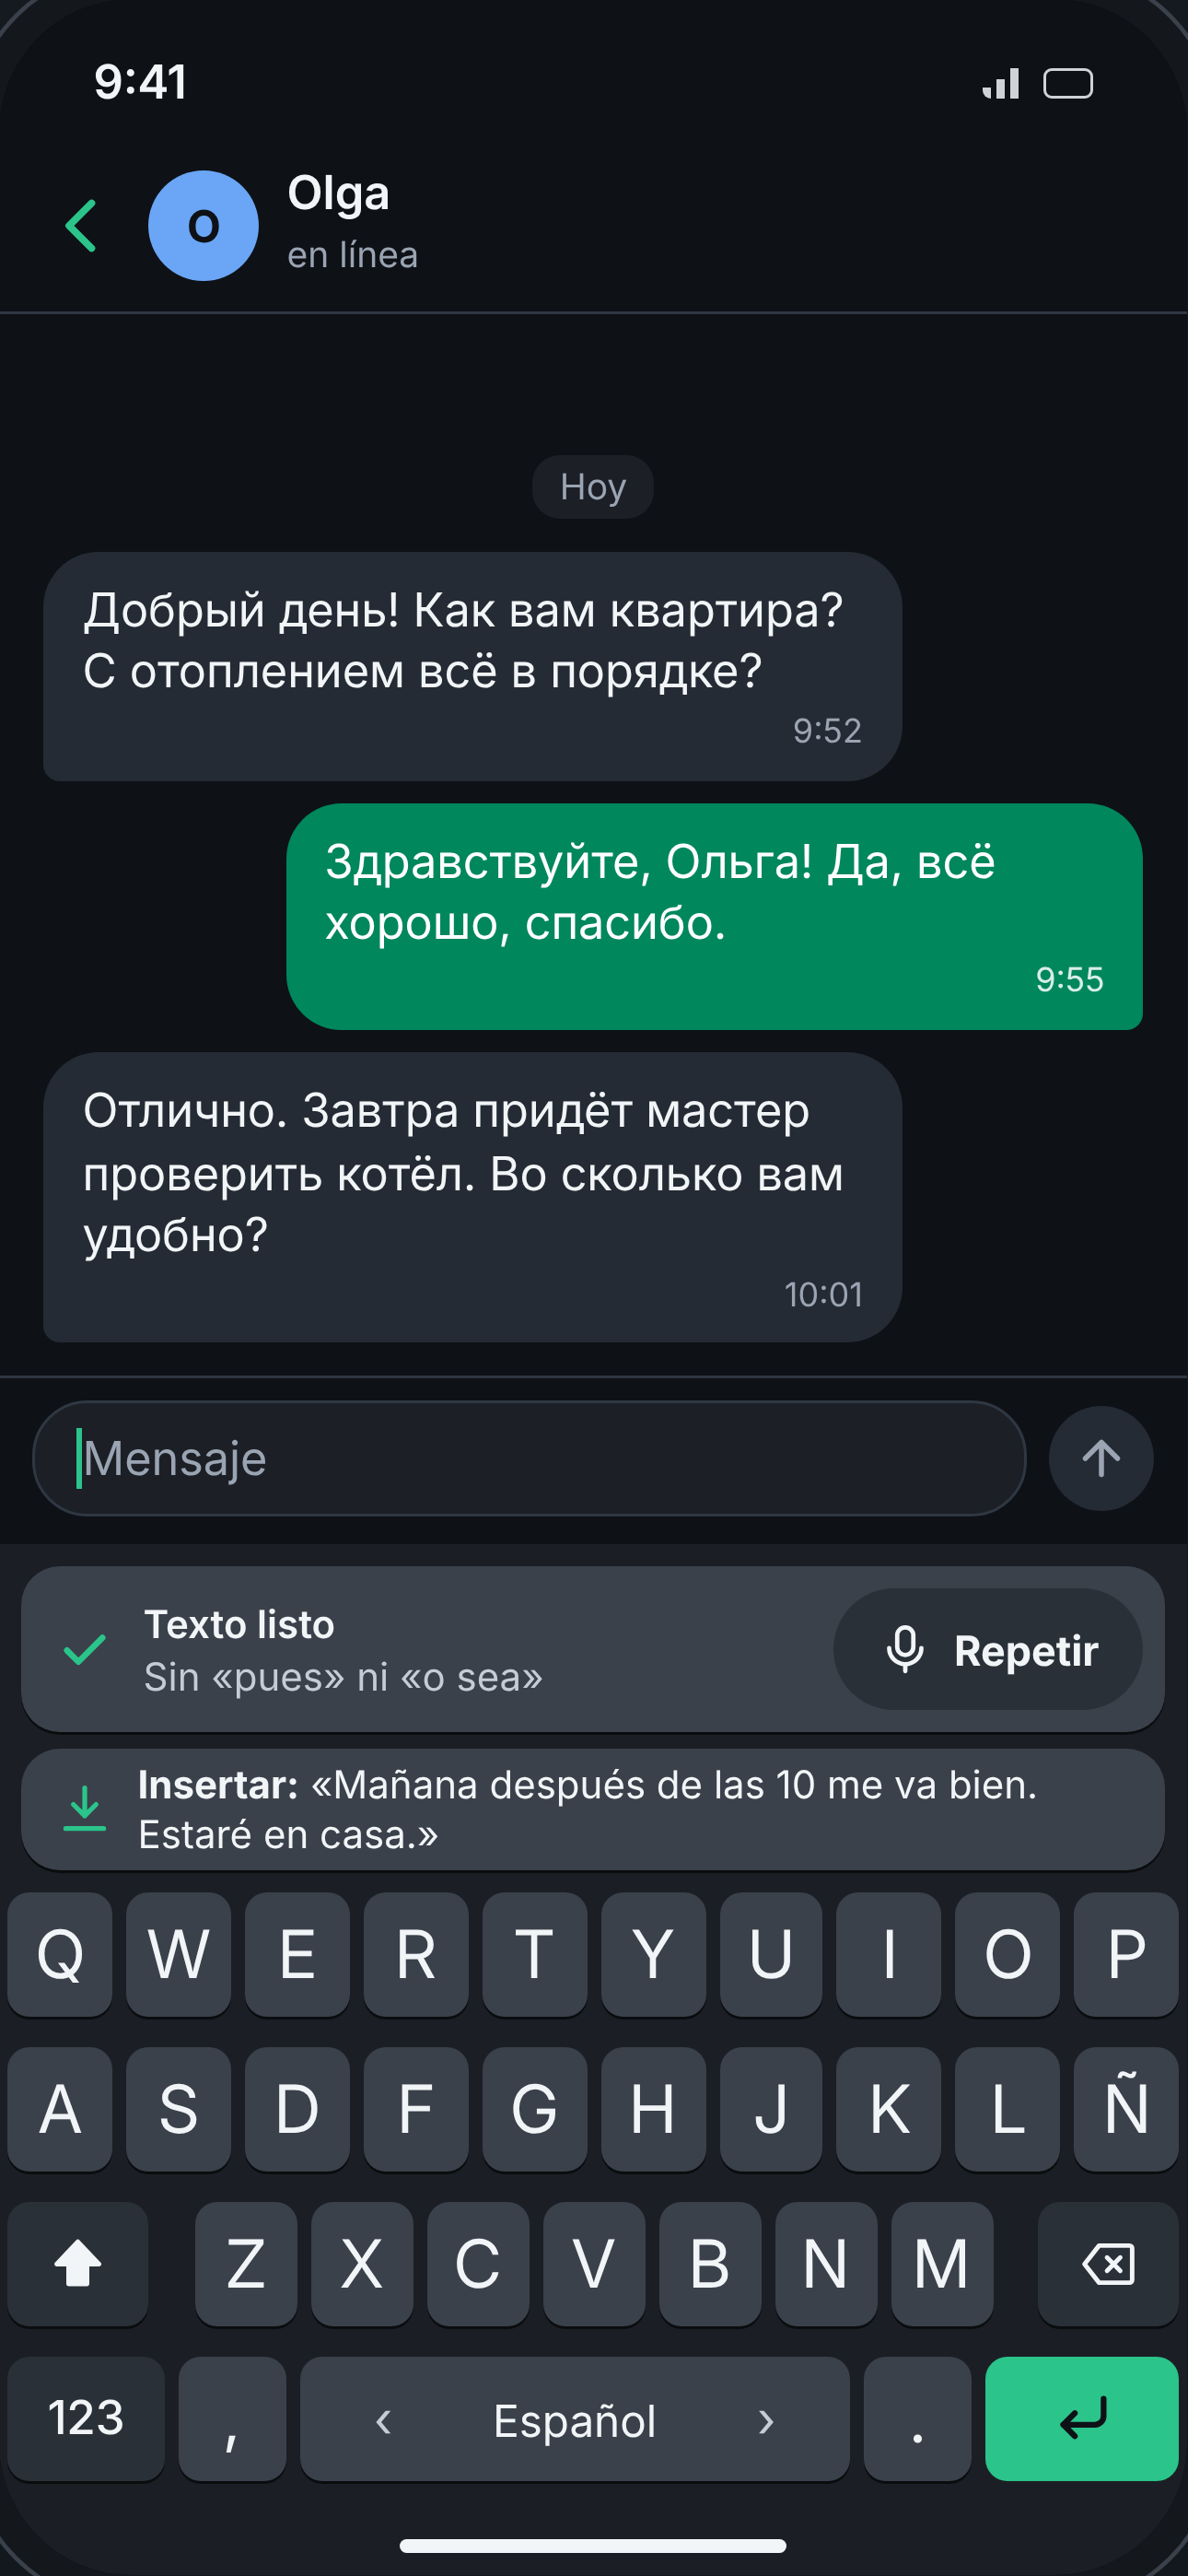 9:41
O
Olga
en línea
Hoy
Добрый день! Как вам квартира?
С отоплением всё в порядке?
9:52
Здравствуйте, Ольга! Да, всё
хорошо, спасибо.
9:55
Отлично. Завтра придёт мастер
проверить котёл. Во сколько вам
удобно?
10:01
Mensaje
Texto listo
Sin «pues» ni «o sea»
Repetir
Insertar: «Mañana después de las 10 me va bien.
Estaré en casa.»
Q W E R T Y U I O P
A S D F G H J K L Ñ
Z X C V B N M
123 , ‹ Español › .